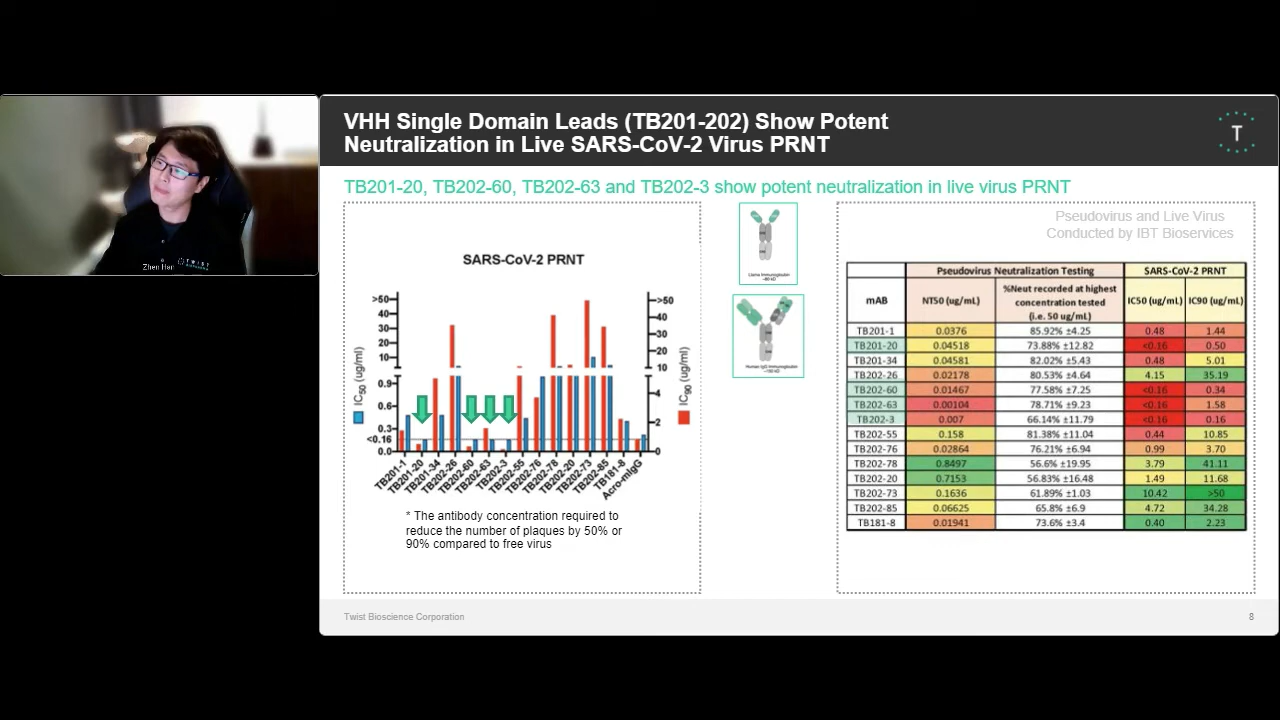 VHH Single Domain Leads (TB201-202) Show Potent
Neutralization in Live SARS-CoV-2 Virus PRNT
T
TB201-20, TB202-60, TB202-63 and TB202-3 show potent neutralization in live virus PRNT
Zhen Han
TWIST
SARS-CoV-2 PRNT
>50
40
30
20
10
0.9
0.6
0.3
<0.16
0.0
IC50 (ug/ml)
>50
40
30
20
10
4
2
0
IC90 (ug/ml)
TB201-1
TB201-20
TB201-34
TB202-26
TB202-60
TB202-63
TB202-3
TB202-55
TB202-76
TB202-78
TB202-20
TB202-73
TB202-85
TB181-8
Acro-mIgG
* The antibody concentration required to
reduce the number of plaques by 50% or
90% compared to free virus
Pseudovirus and Live Virus
Conducted by IBT Bioservices
Pseudovirus Neutralization Testing SARS-CoV-2 PRNT
mAB NT50 (ug/mL) %Neut recorded at highest concentration tested (i.e. 50 ug/mL) IC50 (ug/mL) IC90 (ug/mL)
TB201-1 0.0376 85.92% ±4.25 0.48 1.44
TB201-20 0.04518 73.88% ±12.82 <0.16 0.50
TB201-34 0.04581 82.02% ±5.43 0.48 5.01
TB202-26 0.02178 80.53% ±4.64 4.15 35.19
TB202-60 0.01467 77.58% ±7.25 <0.16 0.34
TB202-63 0.00104 78.71% ±9.23 <0.16 1.58
TB202-3 0.007 66.14% ±11.79 <0.16 0.16
TB202-55 0.158 81.38% ±11.04 0.44 10.85
TB202-76 0.02864 76.21% ±6.94 0.99 3.70
TB202-78 0.8497 56.6% ±19.95 3.79 41.11
TB202-20 0.7153 56.83% ±16.48 1.49 11.68
TB202-73 0.1636 61.89% ±1.03 10.42 >50
TB202-85 0.06625 65.8% ±6.9 4.72 34.28
TB181-8 0.01941 73.6% ±3.4 0.40 2.23
Twist Bioscience Corporation
8